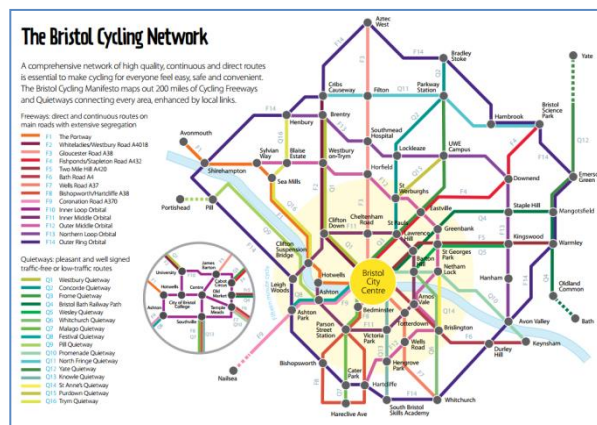 The Bristol Cycling Network
A comprehensive network of high quality, continuous and direct routes
is essential to make cycling for everyone feel easy, safe and convenient.
The Bristol Cycling Manifesto maps out 200 miles of Cycling Freeways
and Quietways connecting every area, enhanced by local links.
Freeways: direct and continuous routes on
main roads with extensive segregation
F1 The Portway
F2 Whiteladies/Westbury Road A4018
F3 Gloucester Road A38
F4 Fishponds/Stapleton Road A432
F5 Two Mile Hill A420
F6 Bath Road A4
F7 Wells Road A37
F8 Bishopsworth/Hartcliffe A38
F9 Coronation Road A370
F10 Inner Loop Orbital
F11 Inner Middle Orbital
F12 Outer Middle Orbital
F13 Northern Loop Orbital
F14 Outer Ring Orbital
Quietways: pleasant and well signed
traffic-free or low-traffic routes
Q1 Westbury Quietway
Q2 Concorde Quietway
Q3 Frome Quietway
Q4 Bristol Bath Railway Path
Q5 Wesley Quietway
Q6 Whitchurch Quietway
Q7 Malago Quietway
Q8 Festival Quietway
Q9 Pill Quietway
Q10 Promenade Quietway
Q11 North Fringe Quietway
Q12 Yate Quietway
Q13 Knowle Quietway
Q14 St Anne's Quietway
Q15 Purdown Quietway
Q16 Trym Quietway
Aztec
West
F14
F14
Bradley
Stoke
Yate
Cribs
Causeway
Filton
Q11
Parkway
Station
F14
Hambrook
Bristol
Science
Park
Henbury
Brentry
Southmead
Hospital
Lockleaze
UWE
Campus
Avonmouth
Shirehampton
Sylvian
Way
Blaise
Estate
Westbury
on-Trym
Horfield
Downend
Emersons
Green
Sea Mills
St
Werburghs
Eastville
Staple Hill
Mangotsfield
Portishead
Pill
Clifton
Down
Cheltenham
Road
St Pauls
Lawrence
Hill
Greenbank
Kingswood
Warmley
Clifton
Suspension
Bridge
Hotwells
Barton
Hill
St Georges
Park
Netham
Lock
Leigh
Woods
Ashton
Bristol
City
Centre
Hanham
Oldland
Common
Ashton
Park
Bedminster
Arnos
Vale
Parson
Street
Station
Victoria
Park
Totterdown
Wells
Road
Brislington
Avon Valley
Bath
Durley
Hill
Keynsham
Bishopsworth
Cater
Park
Hengrove
Park
Hartcliffe
Nailsea
Hareclive Ave
South Bristol
Skills Academy
Whitchurch
University
James
Barton
Hotwells
Centre
Cabot
Circus
City of Bristol
College
Old
Market
Ashton
Temple
Meads
Southville